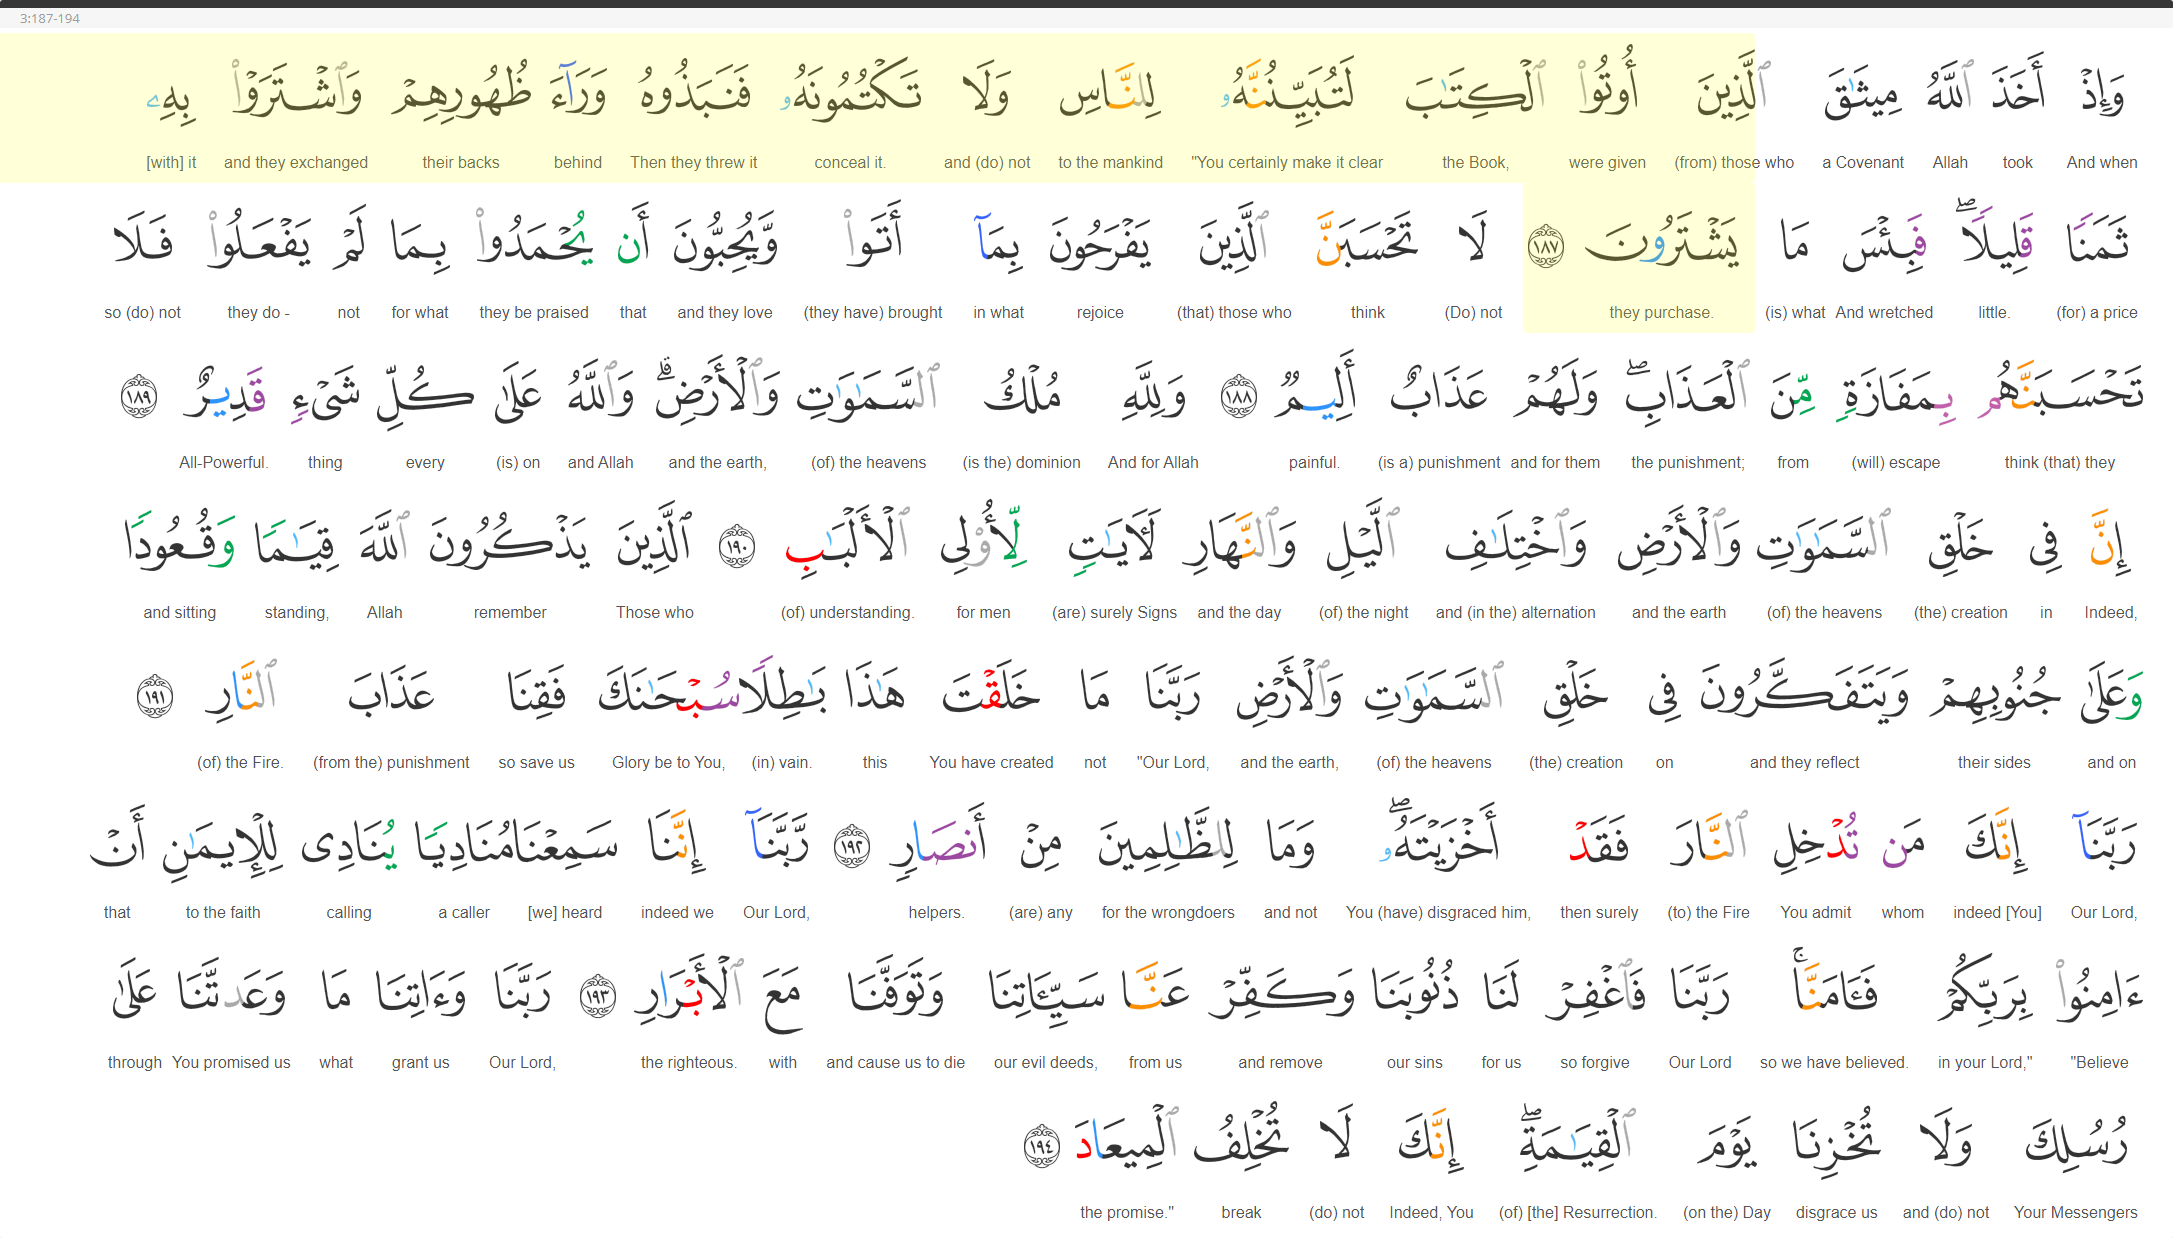 3:187-194
وَإِذْ أَخَذَ ٱللَّهُ مِيثَٰقَ ٱلَّذِينَ أُوتُوا۟ ٱلْكِتَٰبَ لَتُبَيِّنُنَّهُۥ لِلنَّاسِ وَلَا تَكْتُمُونَهُۥ فَنَبَذُوهُ وَرَآءَ ظُهُورِهِمْ وَٱشْتَرَوْا۟ بِهِۦ
And when took Allah a Covenant (from) those who were given the Book, "You certainly make it clear to the mankind and (do) not conceal it. Then they threw it behind their backs and they exchanged [with] it
ثَمَنًا قَلِيلًا ۖ فَبِئْسَ مَا يَشْتَرُونَ ١٨٧ لَا تَحْسَبَنَّ ٱلَّذِينَ يَفْرَحُونَ بِمَآ أَتَوا۟ وَّيُحِبُّونَ أَن يُحْمَدُوا۟ بِمَا لَمْ يَفْعَلُوا۟ فَلَا
(for) a price little. And wretched (is) what they purchase. (Do) not think (that) those who rejoice in what (they have) brought and they love that they be praised for what not they do - so (do) not
تَحْسَبَنَّهُم بِمَفَازَةٍ مِّنَ ٱلْعَذَابِ ۖ وَلَهُمْ عَذَابٌ أَلِيمٌ ١٨٨ وَلِلَّهِ مُلْكُ ٱلسَّمَٰوَٰتِ وَٱلْأَرْضِ ۗ وَٱللَّهُ عَلَىٰ كُلِّ شَىْءٍ قَدِيرٌ ١٨٩
think (that) they (will) escape from the punishment; and for them (is a) punishment painful. And for Allah (is the) dominion (of) the heavens and the earth, and Allah (is) on every thing All-Powerful.
إِنَّ فِى خَلْقِ ٱلسَّمَٰوَٰتِ وَٱلْأَرْضِ وَٱخْتِلَٰفِ ٱلَّيْلِ وَٱلنَّهَارِ لَءَايَٰتٍ لِّأُو۟لِى ٱلْأَلْبَٰبِ ١٩٠ ٱلَّذِينَ يَذْكُرُونَ ٱللَّهَ قِيَٰمًا وَقُعُودًا
Indeed, in (the) creation (of) the heavens and the earth and (in the) alternation (of) the night and the day (are) surely Signs for men (of) understanding. Those who remember Allah standing, and sitting
وَعَلَىٰ جُنُوبِهِمْ وَيَتَفَكَّرُونَ فِى خَلْقِ ٱلسَّمَٰوَٰتِ وَٱلْأَرْضِ رَبَّنَا مَا خَلَقْتَ هَٰذَا بَٰطِلًا سُبْحَٰنَكَ فَقِنَا عَذَابَ ٱلنَّارِ ١٩١
and on their sides and they reflect on (the) creation (of) the heavens and the earth, "Our Lord, not You have created this (in) vain. Glory be to You, so save us (from the) punishment (of) the Fire.
رَبَّنَآ إِنَّكَ مَن تُدْخِلِ ٱلنَّارَ فَقَدْ أَخْزَيْتَهُۥ ۖ وَمَا لِلظَّٰلِمِينَ مِنْ أَنصَارٍ ١٩٢ رَّبَّنَآ إِنَّنَا سَمِعْنَا مُنَادِيًا يُنَادِى لِلْإِيمَٰنِ أَنْ
Our Lord, indeed [You] whom You admit (to) the Fire then surely You (have) disgraced him, and not for the wrongdoers (are) any helpers. Our Lord, indeed we [we] heard a caller calling to the faith that
ءَامِنُوا۟ بِرَبِّكُمْ فَـَٔامَنَّا ۚ رَبَّنَا فَٱغْفِرْ لَنَا ذُنُوبَنَا وَكَفِّرْ عَنَّا سَيِّـَٔاتِنَا وَتَوَفَّنَا مَعَ ٱلْأَبْرَارِ ١٩٣ رَبَّنَا وَءَاتِنَا مَا وَعَدتَّنَا عَلَىٰ
"Believe in your Lord," so we have believed. Our Lord so forgive for us our sins and remove from us our evil deeds, and cause us to die with the righteous. Our Lord, grant us what You promised us through
رُسُلِكَ وَلَا تُخْزِنَا يَوْمَ ٱلْقِيَٰمَةِ ۖ إِنَّكَ لَا تُخْلِفُ ٱلْمِيعَادَ ١٩٤
Your Messengers and (do) not disgrace us (on the) Day (of) [the] Resurrection. Indeed, You (do) not break the promise."